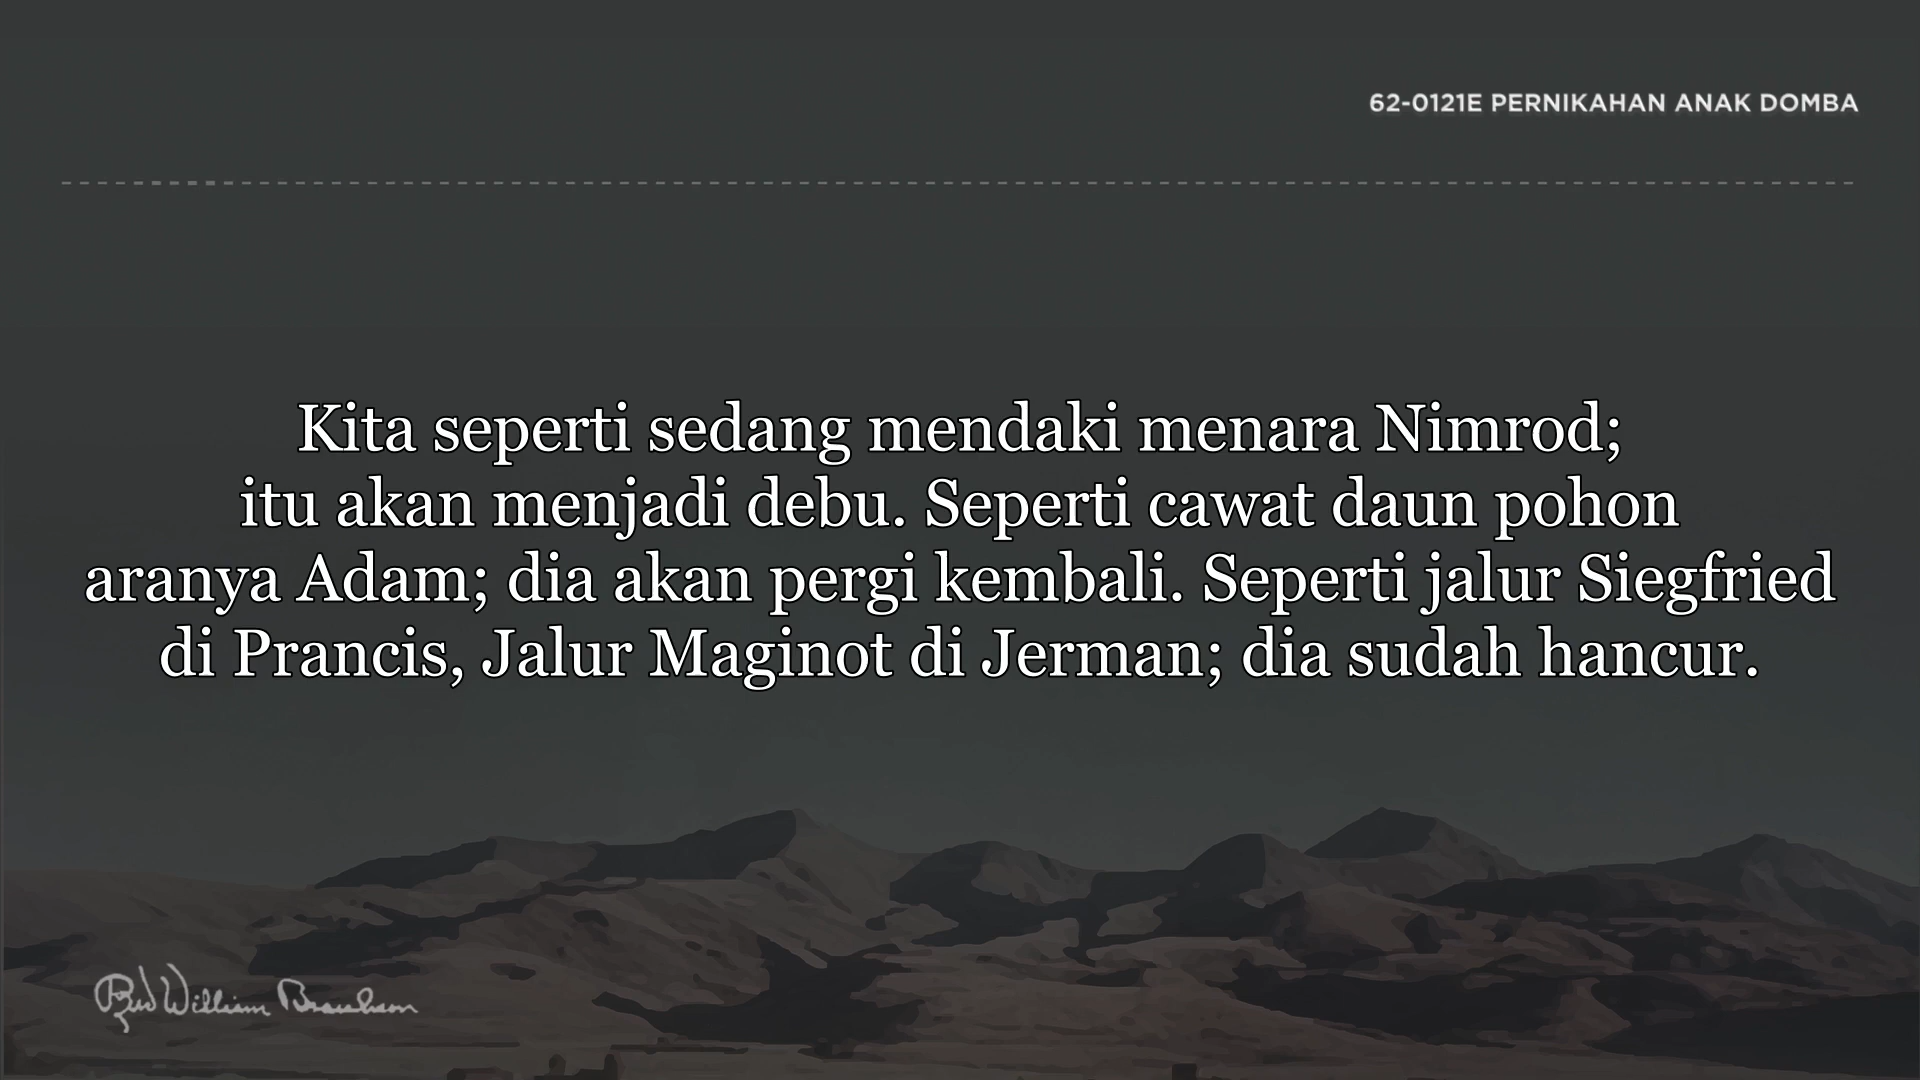 62-0121E PERNIKAHAN ANAK DOMBA
Kita seperti sedang mendaki menara Nimrod;
itu akan menjadi debu. Seperti cawat daun pohon
aranya Adam; dia akan pergi kembali. Seperti jalur Siegfried
di Prancis, Jalur Maginot di Jerman; dia sudah hancur.
Rev William Branham